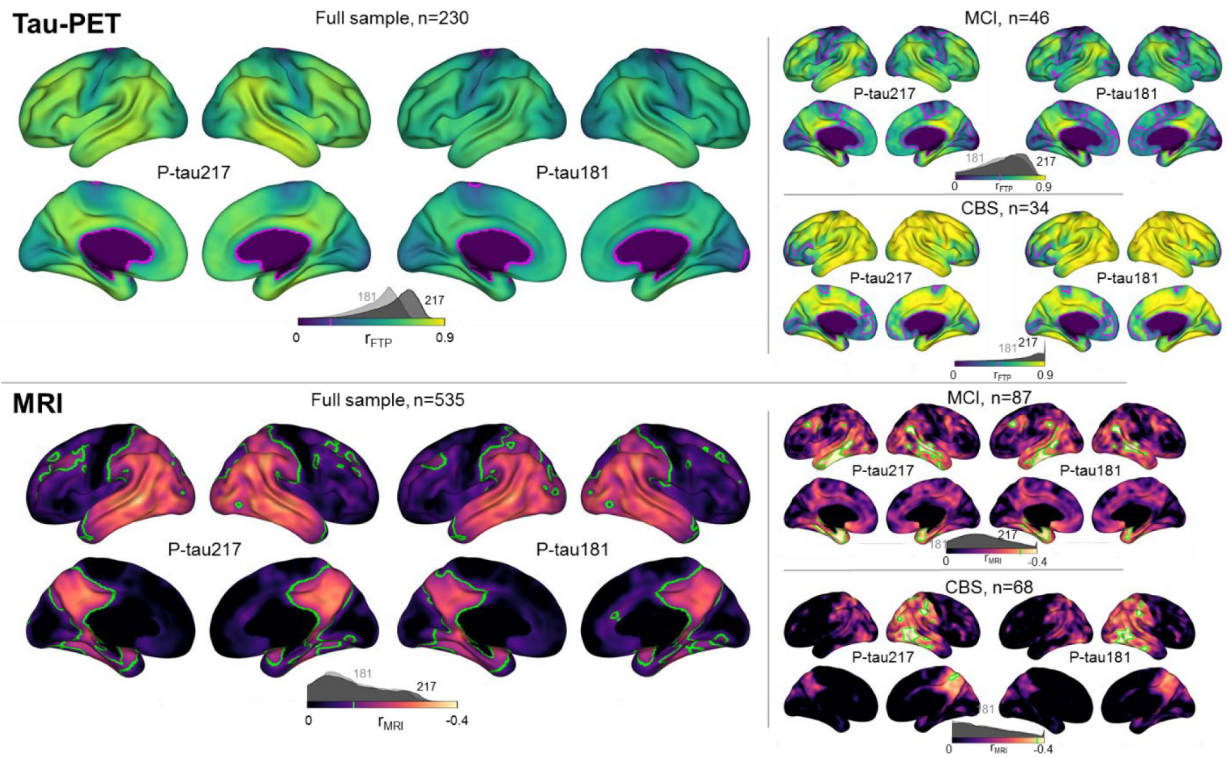 Tau-PET
Full sample, n=230
P-tau217
P-tau181
181
217
0
0.9
rFTP
MCI, n=46
P-tau217
P-tau181
181
217
0
rFTP
0.9
CBS, n=34
P-tau217
P-tau181
181
217
0
rFTP
0.9
MRI
Full sample, n=535
P-tau217
P-tau181
181
217
0
-0.4
rMRI
MCI, n=87
P-tau217
P-tau181
181
217
0
rMRI
-0.4
CBS, n=68
P-tau217
P-tau181
181
0
rMRI
-0.4